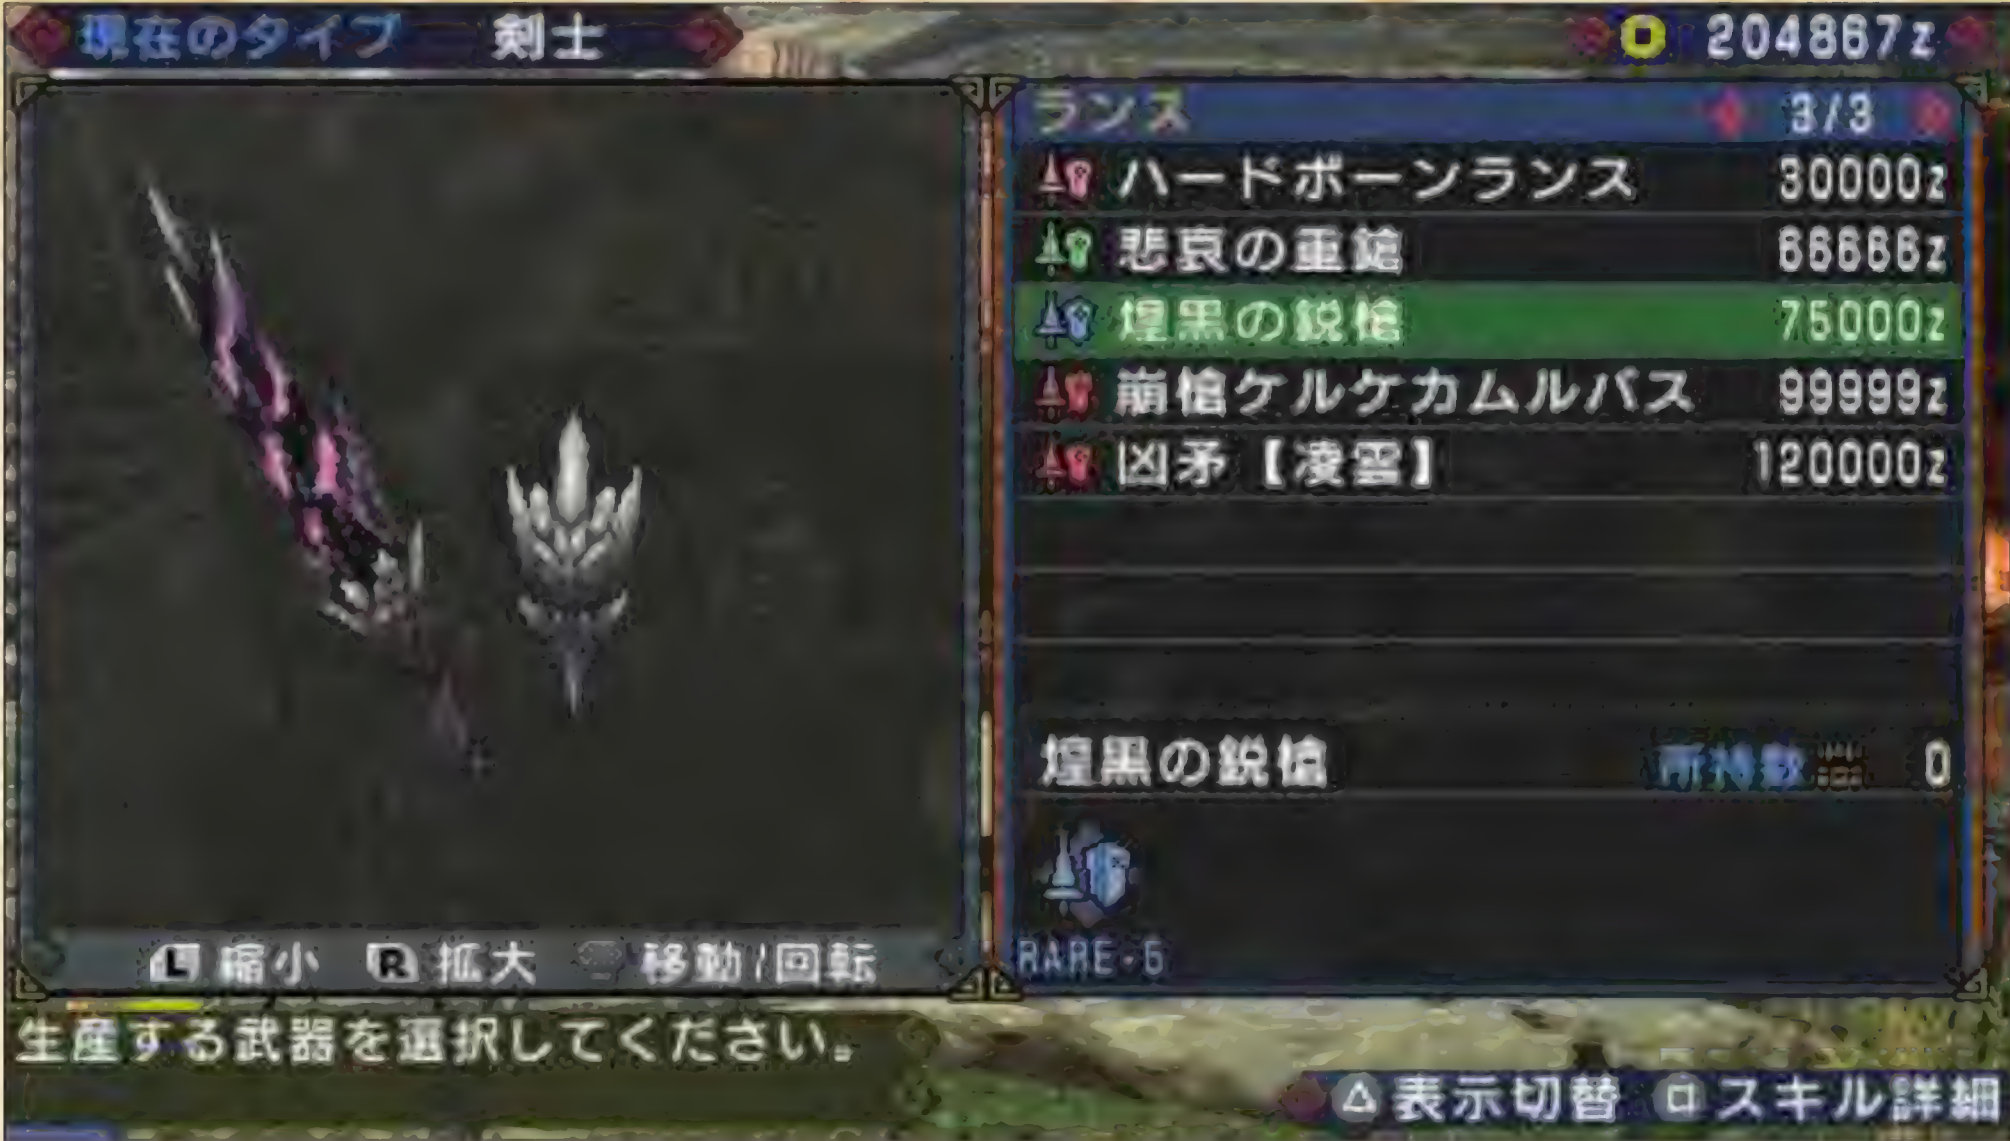 現在のタイプ 剣士
204867z
ランス 3/3
ハードボーンランス 30000z
悲哀の重鎗 66666z
煌黒の鋭槍 75000z
崩槍ケルケカムルバス 99999z
凶矛【凌雲】 120000z
煌黒の鋭槍 所持数 0
RARE-6
L 縮小 R 拡大 移動/回転
生産する武器を選択してください。
△表示切替 □スキル詳細